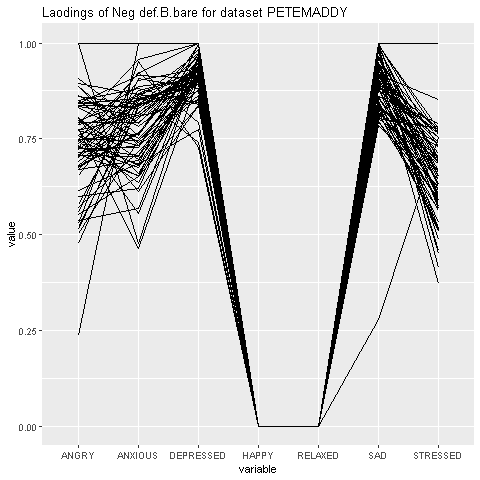 Laodings of Neg def.B.bare for dataset PETEMADDY
1.00
0.75
0.50
0.25
0.00
value
ANGRY ANXIOUS DEPRESSED HAPPY RELAXED SAD STRESSED
variable